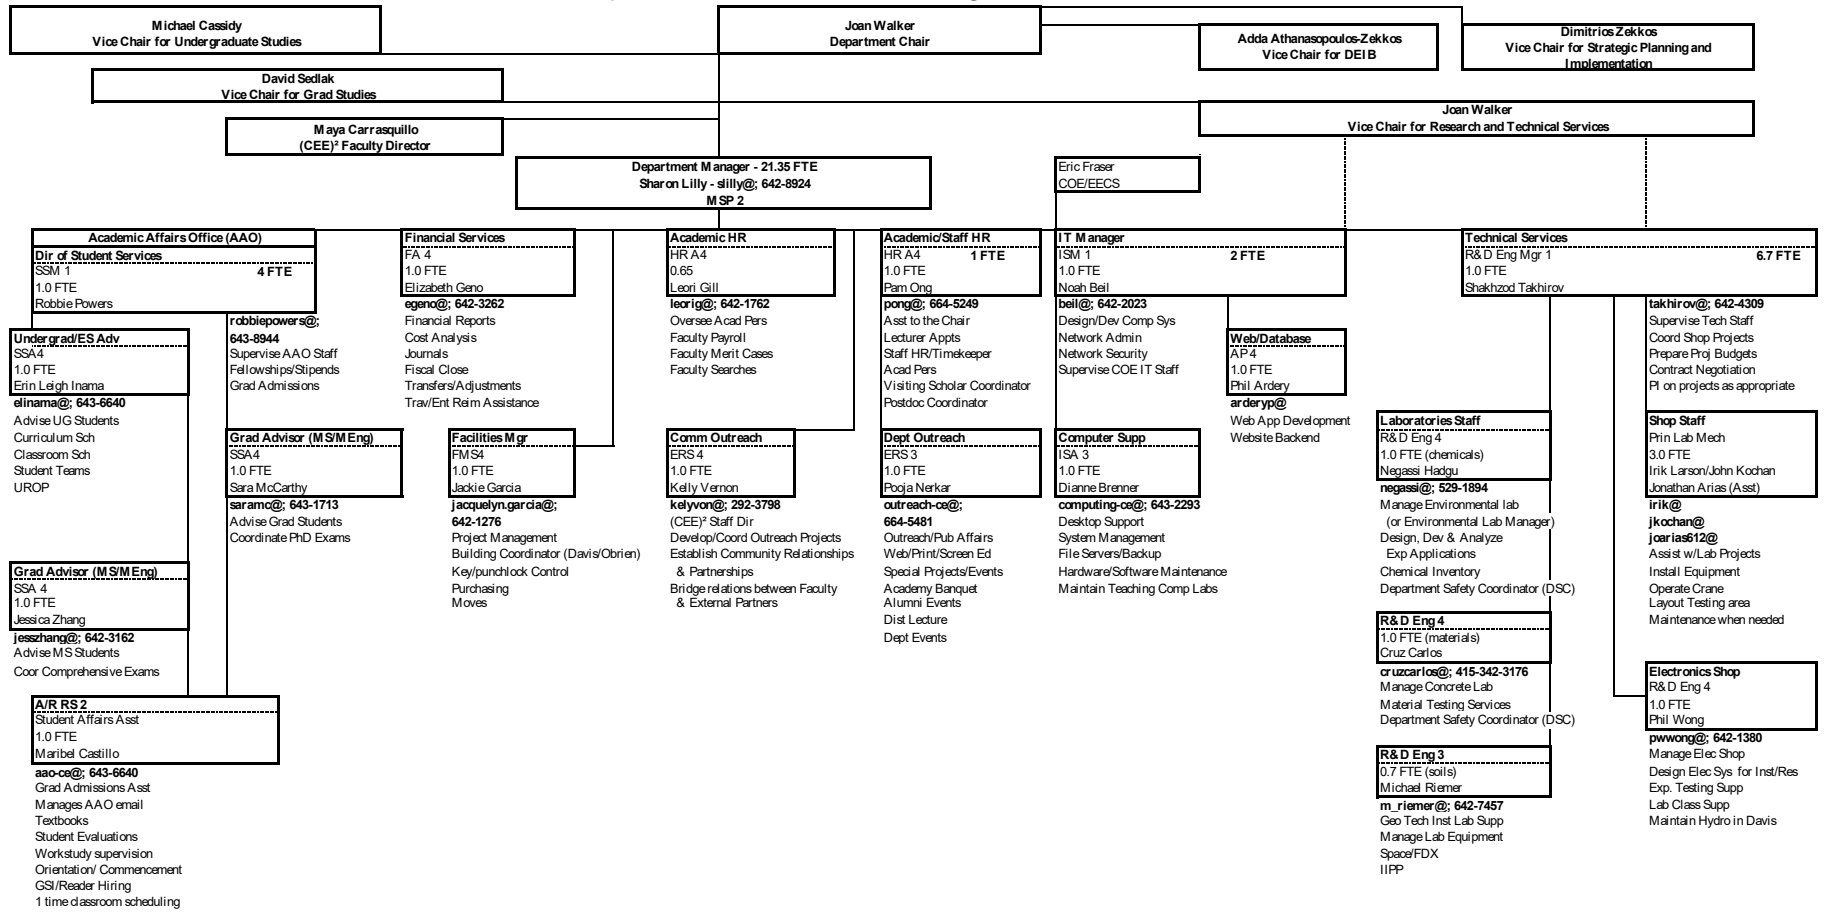 Michael Cassidy
Vice Chair for Undergraduate Studies
Joan Walker
Department Chair
Adda Athanasopoulos-Zekkos
Vice Chair for DEIB
Dimitrios Zekkos
Vice Chair for Strategic Planning and
Implementation
David Sedlak
Vice Chair for Grad Studies
Joan Walker
Vice Chair for Research and Technical Services
Maya Carrasquillo
(CEE)² Faculty Director
Department Manager - 21.35 FTE
Sharon Lilly - slilly@; 642-8924
MSP 2
Eric Fraser
COE/EECS
Academic Affairs Office (AAO)
Dir of Student Services
SSM 1 4 FTE
1.0 FTE
Robbie Powers
robbiepowers@;
643-8944
Supervise AAO Staff
Fellowships/Stipends
Grad Admissions
Undergrad/ES Adv
SSA4
1.0 FTE
Erin Leigh Inama
elinama@; 643-6640
Advise UG Students
Curriculum Sch
Classroom Sch
Student Teams
UROP
Grad Advisor (MS/MEng)
SSA4
1.0 FTE
Sara McCarthy
saramc@; 643-1713
Advise Grad Students
Coordinate PhD Exams
Grad Advisor (MS/MEng)
SSA 4
1.0 FTE
Jessica Zhang
jesszhang@; 642-3162
Advise MS Students
Coor Comprehensive Exams
A/R RS 2
Student Affairs Asst
1.0 FTE
Maribel Castillo
aao-ce@; 643-6640
Grad Admissions Asst
Manages AAO email
Textbooks
Student Evaluations
Workstudy supervision
Orientation/ Commencement
GSI/Reader Hiring
1 time classroom scheduling
Financial Services
FA 4
1.0 FTE
Elizabeth Geno
egeno@; 642-3262
Financial Reports
Cost Analysis
Journals
Fiscal Close
Transfers/Adjustments
Trav/Ent Reim Assistance
Facilities Mgr
FMS4
1.0 FTE
Jackie Garcia
jacquelyn.garcia@;
642-1276
Project Management
Building Coordinator (Davis/Obrien)
Key/punchlock Control
Purchasing
Moves
Academic HR
HR A4
0.65
Leori Gill
leorig@; 642-1762
Oversee Acad Pers
Faculty Payroll
Faculty Merit Cases
Faculty Searches
Comm Outreach
ERS 4
1.0 FTE
Kelly Vernon
kelyvon@; 292-3798
(CEE)² Staff Dir
Develop/Coord Outreach Projects
Establish Community Relationships
& Partnerships
Bridge relations between Faculty
& External Partners
Academic/Staff HR
HR A4 1 FTE
1.0 FTE
Pam Ong
pong@; 664-5249
Asst to the Chair
Lecturer Appts
Staff HR/Timekeeper
Acad Pers
Visiting Scholar Coordinator
Postdoc Coordinator
Dept Outreach
ERS 3
1.0 FTE
Pooja Nerkar
outreach-ce@;
664-5481
Outreach/Pub Affairs
Web/Print/Screen Ed
Special Projects/Events
Academy Banquet
Alumni Events
Dist Lecture
Dept Events
IT Manager
ISM 1 2 FTE
1.0 FTE
Noah Beil
beil@; 642-2023
Design/Dev Comp Sys
Network Admin
Network Security
Supervise COE IT Staff
Web/Database
AP 4
1.0 FTE
Phil Ardery
arderyp@
Web App Development
Website Backend
Computer Supp
ISA 3
1.0 FTE
Dianne Brenner
computing-ce@; 643-2293
Desktop Support
System Management
File Servers/Backup
Hardware/Software Maintenance
Maintain Teaching Comp Labs
Technical Services
R&D Eng Mgr 1 6.7 FTE
1.0 FTE
Shakhzod Takhirov
takhirov@; 642-4309
Supervise Tech Staff
Coord Shop Projects
Prepare Proj Budgets
Contract Negotiation
PI on projects as appropriate
Laboratories Staff
R&D Eng 4
1.0 FTE (chemicals)
Negassi Hadgu
negassi@; 529-1894
Manage Environmental lab
(or Environmental Lab Manager)
Design, Dev & Analyze
Exp Applications
Chemical Inventory
Department Safety Coordinator (DSC)
R&D Eng 4
1.0 FTE (materials)
Cruz Carlos
cruzcarlos@; 415-342-3176
Manage Concrete Lab
Material Testing Services
Department Safety Coordinator (DSC)
R&D Eng 3
0.7 FTE (soils)
Michael Riemer
m_riemer@; 642-7457
Geo Tech Inst Lab Supp
Manage Lab Equipment
Space/FDX
IIPP
Shop Staff
Prin Lab Mech
3.0 FTE
Irik Larson/John Kochan
Jonathan Arias (Asst)
irik@
jkochan@
joarias612@
Assist w/Lab Projects
Install Equipment
Operate Crane
Layout Testing area
Maintenance when needed
Electronics Shop
R&D Eng 4
1.0 FTE
Phil Wong
pwwong@; 642-1380
Manage Elec Shop
Design Elec Sys for Inst/Res
Exp. Testing Supp
Lab Class Supp
Maintain Hydro in Davis